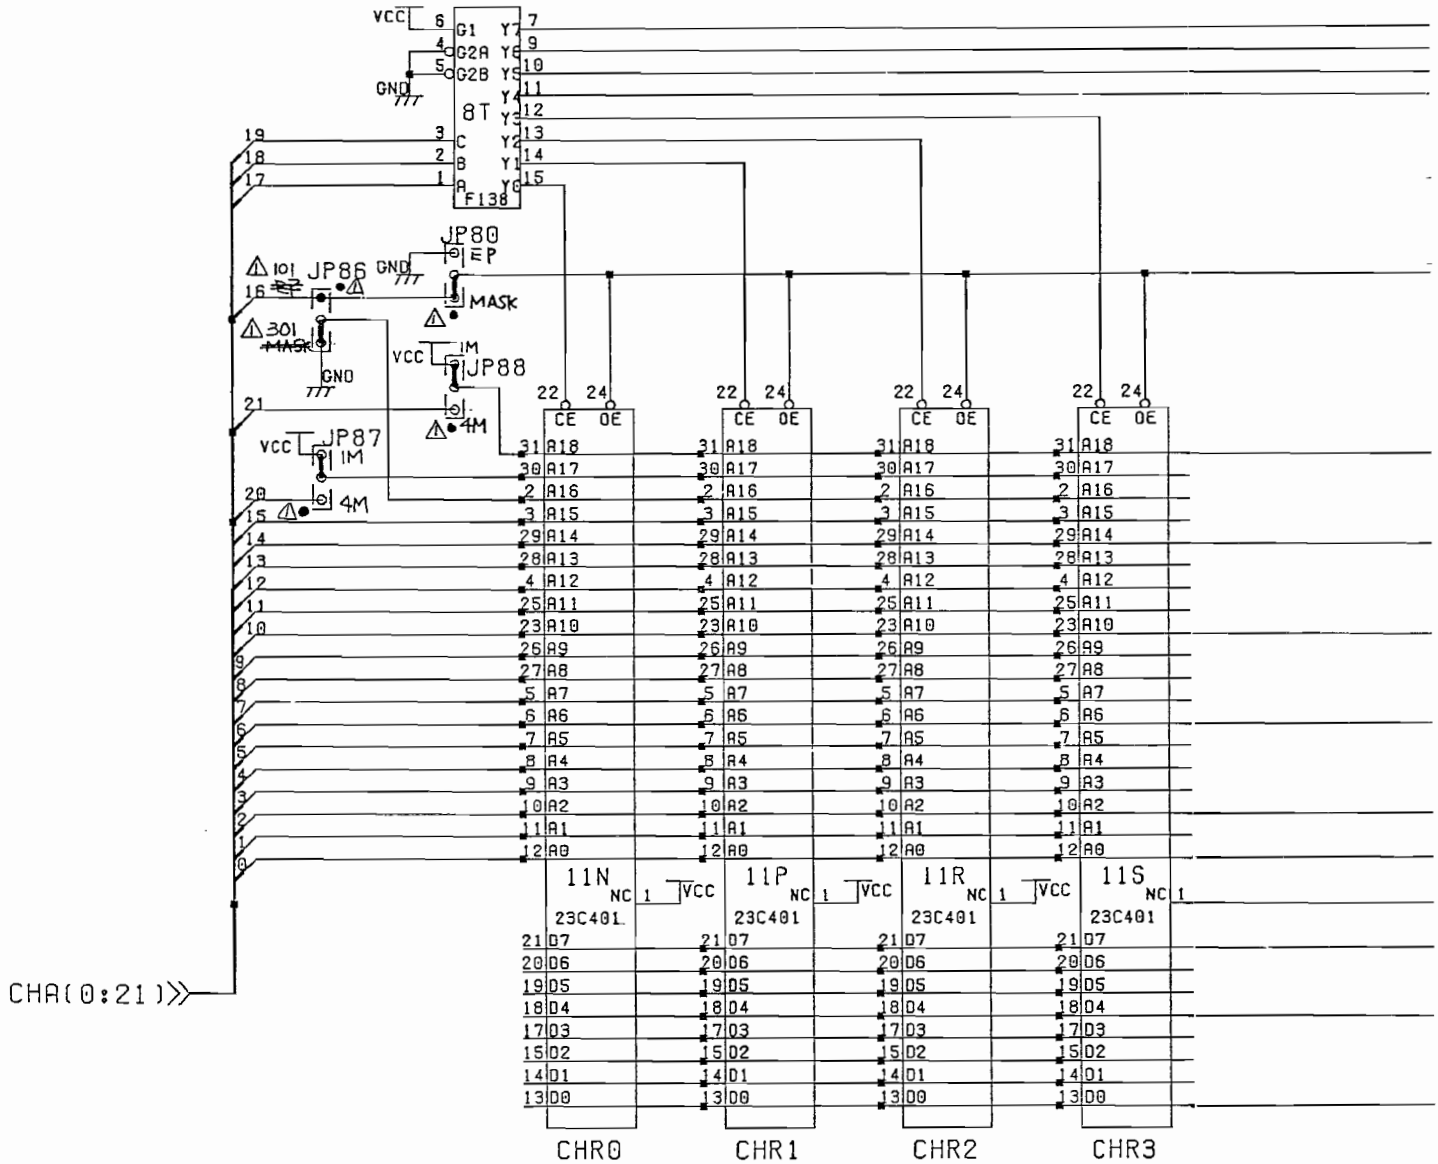 VCC 6 G1 Y7 7
4 G2A Y6 9
5 G2B Y5 10
GND Y4 11
8T Y3 12
19 3 C Y2 13
18 2 B Y1 14
17 1 A Y0 15
F138
JP80
GND EP
101 JP86
16 MASK
301
MASK
GND
VCC 1M
JP88
21 4M
VCC JP87
1M
20 4M
22 24 22 24 22 24 22 24
CE OE CE OE CE OE CE OE
31 A18 31 A18 31 A18 31 A18
30 A17 30 A17 30 A17 30 A17
2 A16 2 A16 2 A16 2 A16
15 3 A15 3 A15 3 A15 3 A15
14 29 A14 29 A14 29 A14 29 A14
13 28 A13 28 A13 28 A13 28 A13
12 4 A12 4 A12 4 A12 4 A12
11 25 A11 25 A11 25 A11 25 A11
10 23 A10 23 A10 23 A10 23 A10
9 26 A9 26 A9 26 A9 26 A9
8 27 A8 27 A8 27 A8 27 A8
7 5 A7 5 A7 5 A7 5 A7
6 6 A6 6 A6 6 A6 6 A6
5 7 A5 7 A5 7 A5 7 A5
4 8 A4 8 A4 8 A4 8 A4
3 9 A3 9 A3 9 A3 9 A3
2 10 A2 10 A2 10 A2 10 A2
1 11 A1 11 A1 11 A1 11 A1
0 12 A0 12 A0 12 A0 12 A0
11N 11P 11R 11S
NC 1 VCC NC 1 VCC NC 1 VCC NC 1
23C401 23C401 23C401 23C401
21 D7 21 D7 21 D7 21 D7
20 D6 20 D6 20 D6 20 D6
19 D5 19 D5 19 D5 19 D5
18 D4 18 D4 18 D4 18 D4
17 D3 17 D3 17 D3 17 D3
15 D2 15 D2 15 D2 15 D2
14 D1 14 D1 14 D1 14 D1
13 D0 13 D0 13 D0 13 D0
CHA(0:21)
CHR0 CHR1 CHR2 CHR3